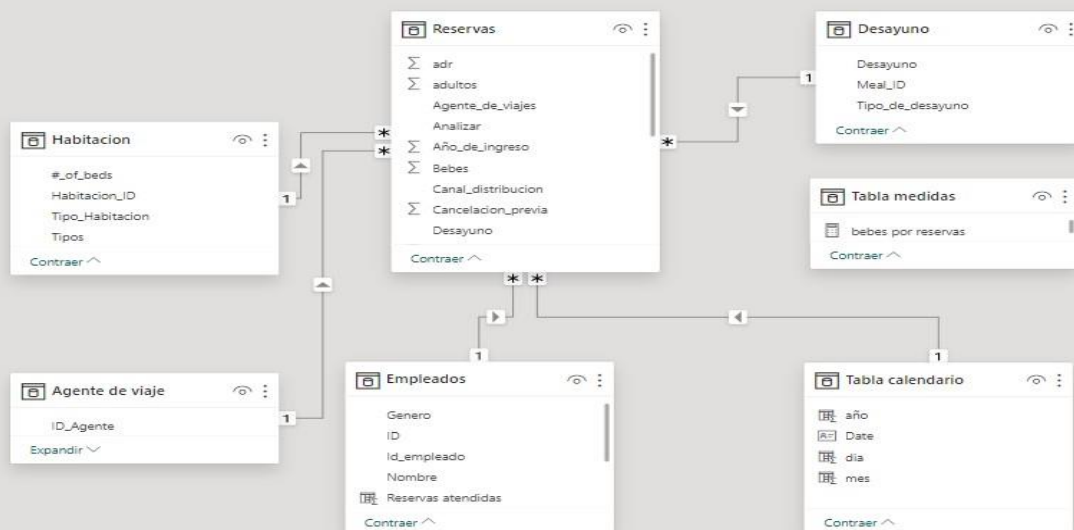 Reservas
adr
adultos
Agente_de_viajes
Analizar
Año_de_ingreso
Bebes
Canal_distribucion
Cancelacion_previa
Desayuno
Contraer
Desayuno
Desayuno
Meal_ID
Tipo_de_desayuno
Contraer
Habitacion
#_of_beds
Habitacion_ID
Tipo_Habitacion
Tipos
Contraer
Tabla medidas
bebes por reservas
Contraer
1
*
*
*
1
* *
1
1
1
Agente de viaje
ID_Agente
Expandir
Empleados
Genero
ID
Id_empleado
Nombre
Reservas atendidas
Contraer
Tabla calendario
año
Date
dia
mes
Contraer